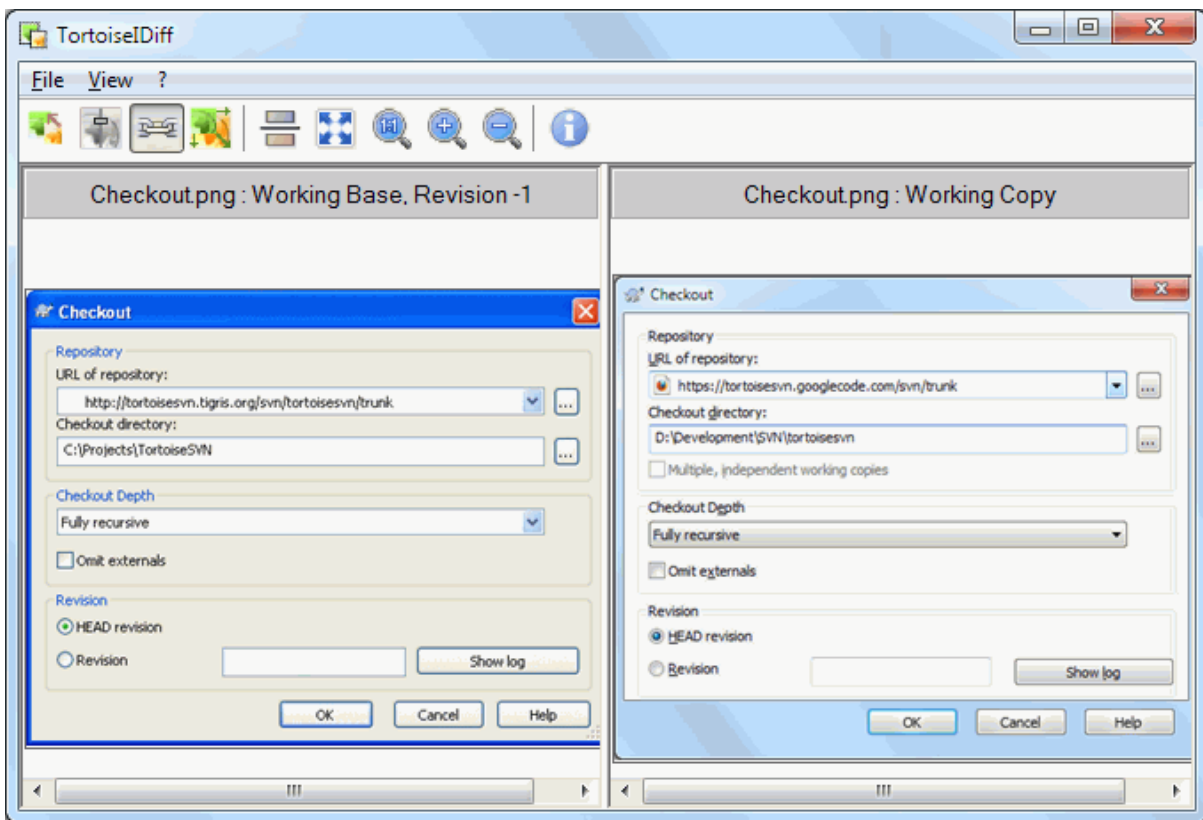 TortoiseIDiff
File View ?
1:1
Checkout.png : Working Base, Revision -1
Checkout
Repository
URL of repository:
http://tortoisesvn.tigris.org/svn/tortoisesvn/trunk
...
Checkout directory:
C:\Projects\TortoiseSVN
...
Checkout Depth
Fully recursive
Omit externals
Revision
HEAD revision
Revision
Show log
OK Cancel Help
Checkout.png : Working Copy
Checkout
Repository
URL of repository:
https://tortoisesvn.googlecode.com/svn/trunk
...
Checkout directory:
D:\Development\SVN\tortoisesvn
...
Multiple, independent working copies
Checkout Depth
Fully recursive
Omit externals
Revision
HEAD revision
Revision
Show log
OK Cancel Help